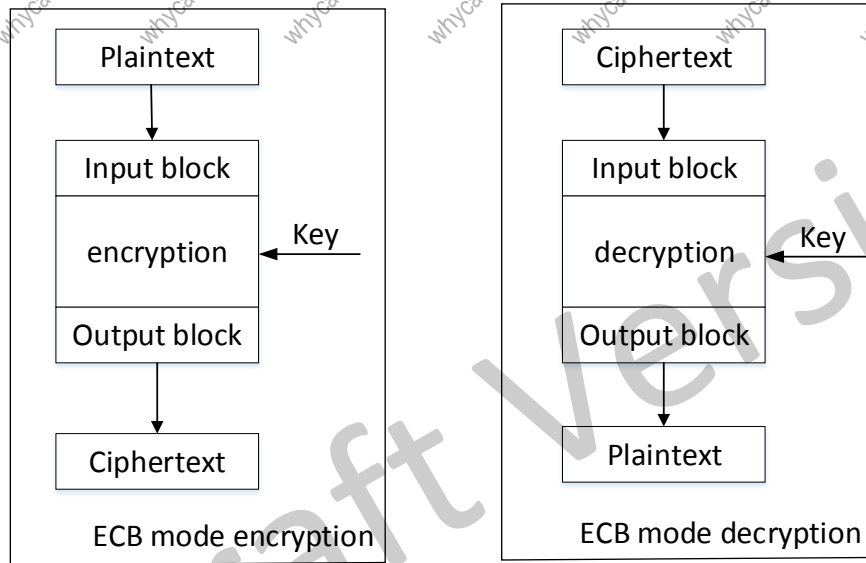 Plaintext
Input block
encryption
Key
Output block
Ciphertext
ECB mode encryption
Ciphertext
Input block
decryption
Key
Output block
Plaintext
ECB mode decryption